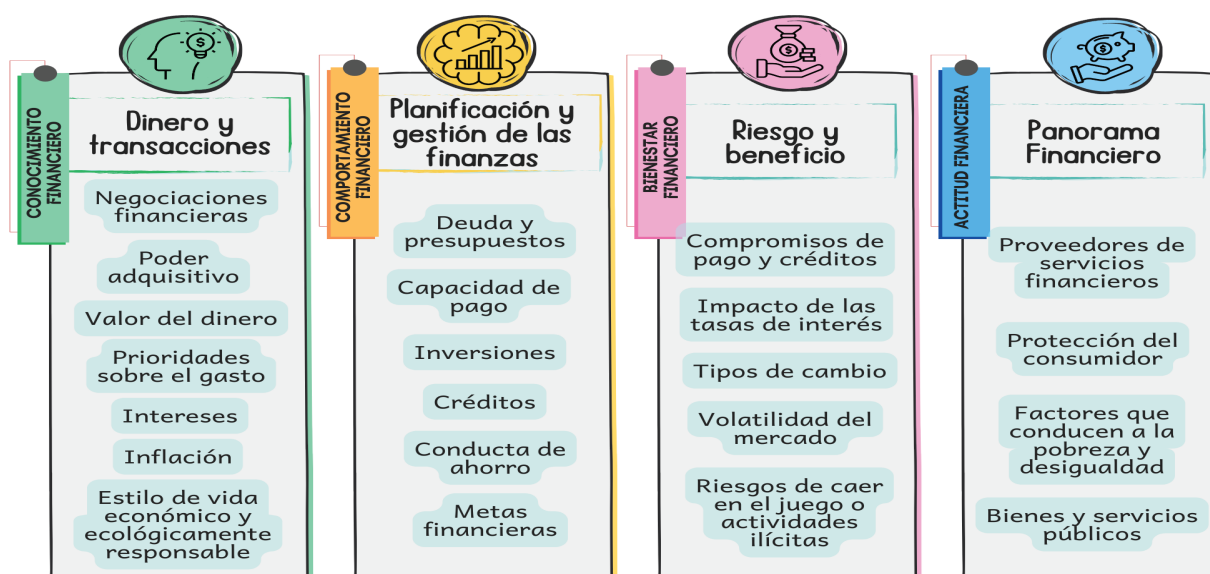 CONOCIMIENTO
FINANCIERO
Dinero y
transacciones
Negociaciones
financieras
Poder
adquisitivo
Valor del dinero
Prioridades
sobre el gasto
Intereses
Inflación
Estilo de vida
económico y
ecológicamente
responsable
COMPORTAMIENTO
FINANCIERO
Planificación y
gestión de las
finanzas
Deuda y
presupuestos
Capacidad de
pago
Inversiones
Créditos
Conducta de
ahorro
Metas
financieras
BIENESTAR
FINANCIERO
Riesgo y
beneficio
Compromisos de
pago y créditos
Impacto de las
tasas de interés
Tipos de cambio
Volatilidad del
mercado
Riesgos de caer
en el juego o
actividades
ilícitas
ACTITUD FINANCIERA
Panorama
Financiero
Proveedores de
servicios
financieros
Protección del
consumidor
Factores que
conducen a la
pobreza y
desigualdad
Bienes y servicios
públicos